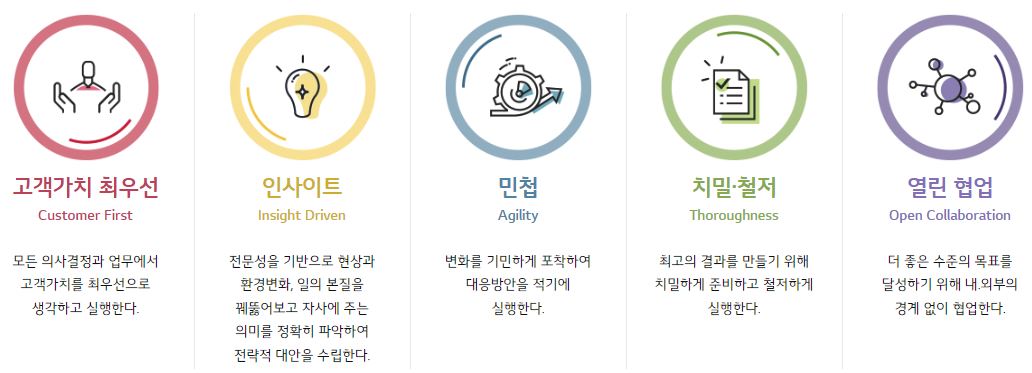 고객가치 최우선
Customer First
모든 의사결정과 업무에서
고객가치를 최우선으로
생각하고 실행한다.
인사이트
Insight Driven
전문성을 기반으로 현상과
환경변화, 일의 본질을
꿰뚫어보고 자사에 주는
의미를 정확히 파악하여
전략적 대안을 수립한다.
민첩
Agility
변화를 기민하게 포착하여
대응방안을 적기에
실행한다.
치밀·철저
Thoroughness
최고의 결과를 만들기 위해
치밀하게 준비하고 철저하게
실행한다.
열린 협업
Open Collaboration
더 좋은 수준의 목표를
달성하기 위해 내.외부의
경계 없이 협업한다.